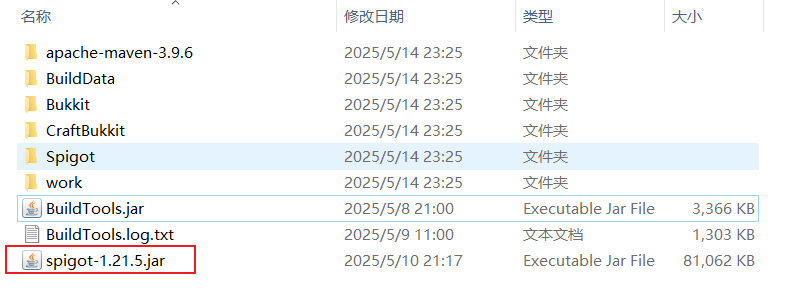 名称 修改日期 类型 大小
apache-maven-3.9.6 2025/5/14 23:25 文件夹
BuildData 2025/5/14 23:25 文件夹
Bukkit 2025/5/14 23:25 文件夹
CraftBukkit 2025/5/14 23:25 文件夹
Spigot 2025/5/14 23:25 文件夹
work 2025/5/14 23:25 文件夹
BuildTools.jar 2025/5/8 21:00 Executable Jar File 3,366 KB
BuildTools.log.txt 2025/5/9 11:00 文本文档 1,303 KB
spigot-1.21.5.jar 2025/5/10 21:17 Executable Jar File 81,062 KB